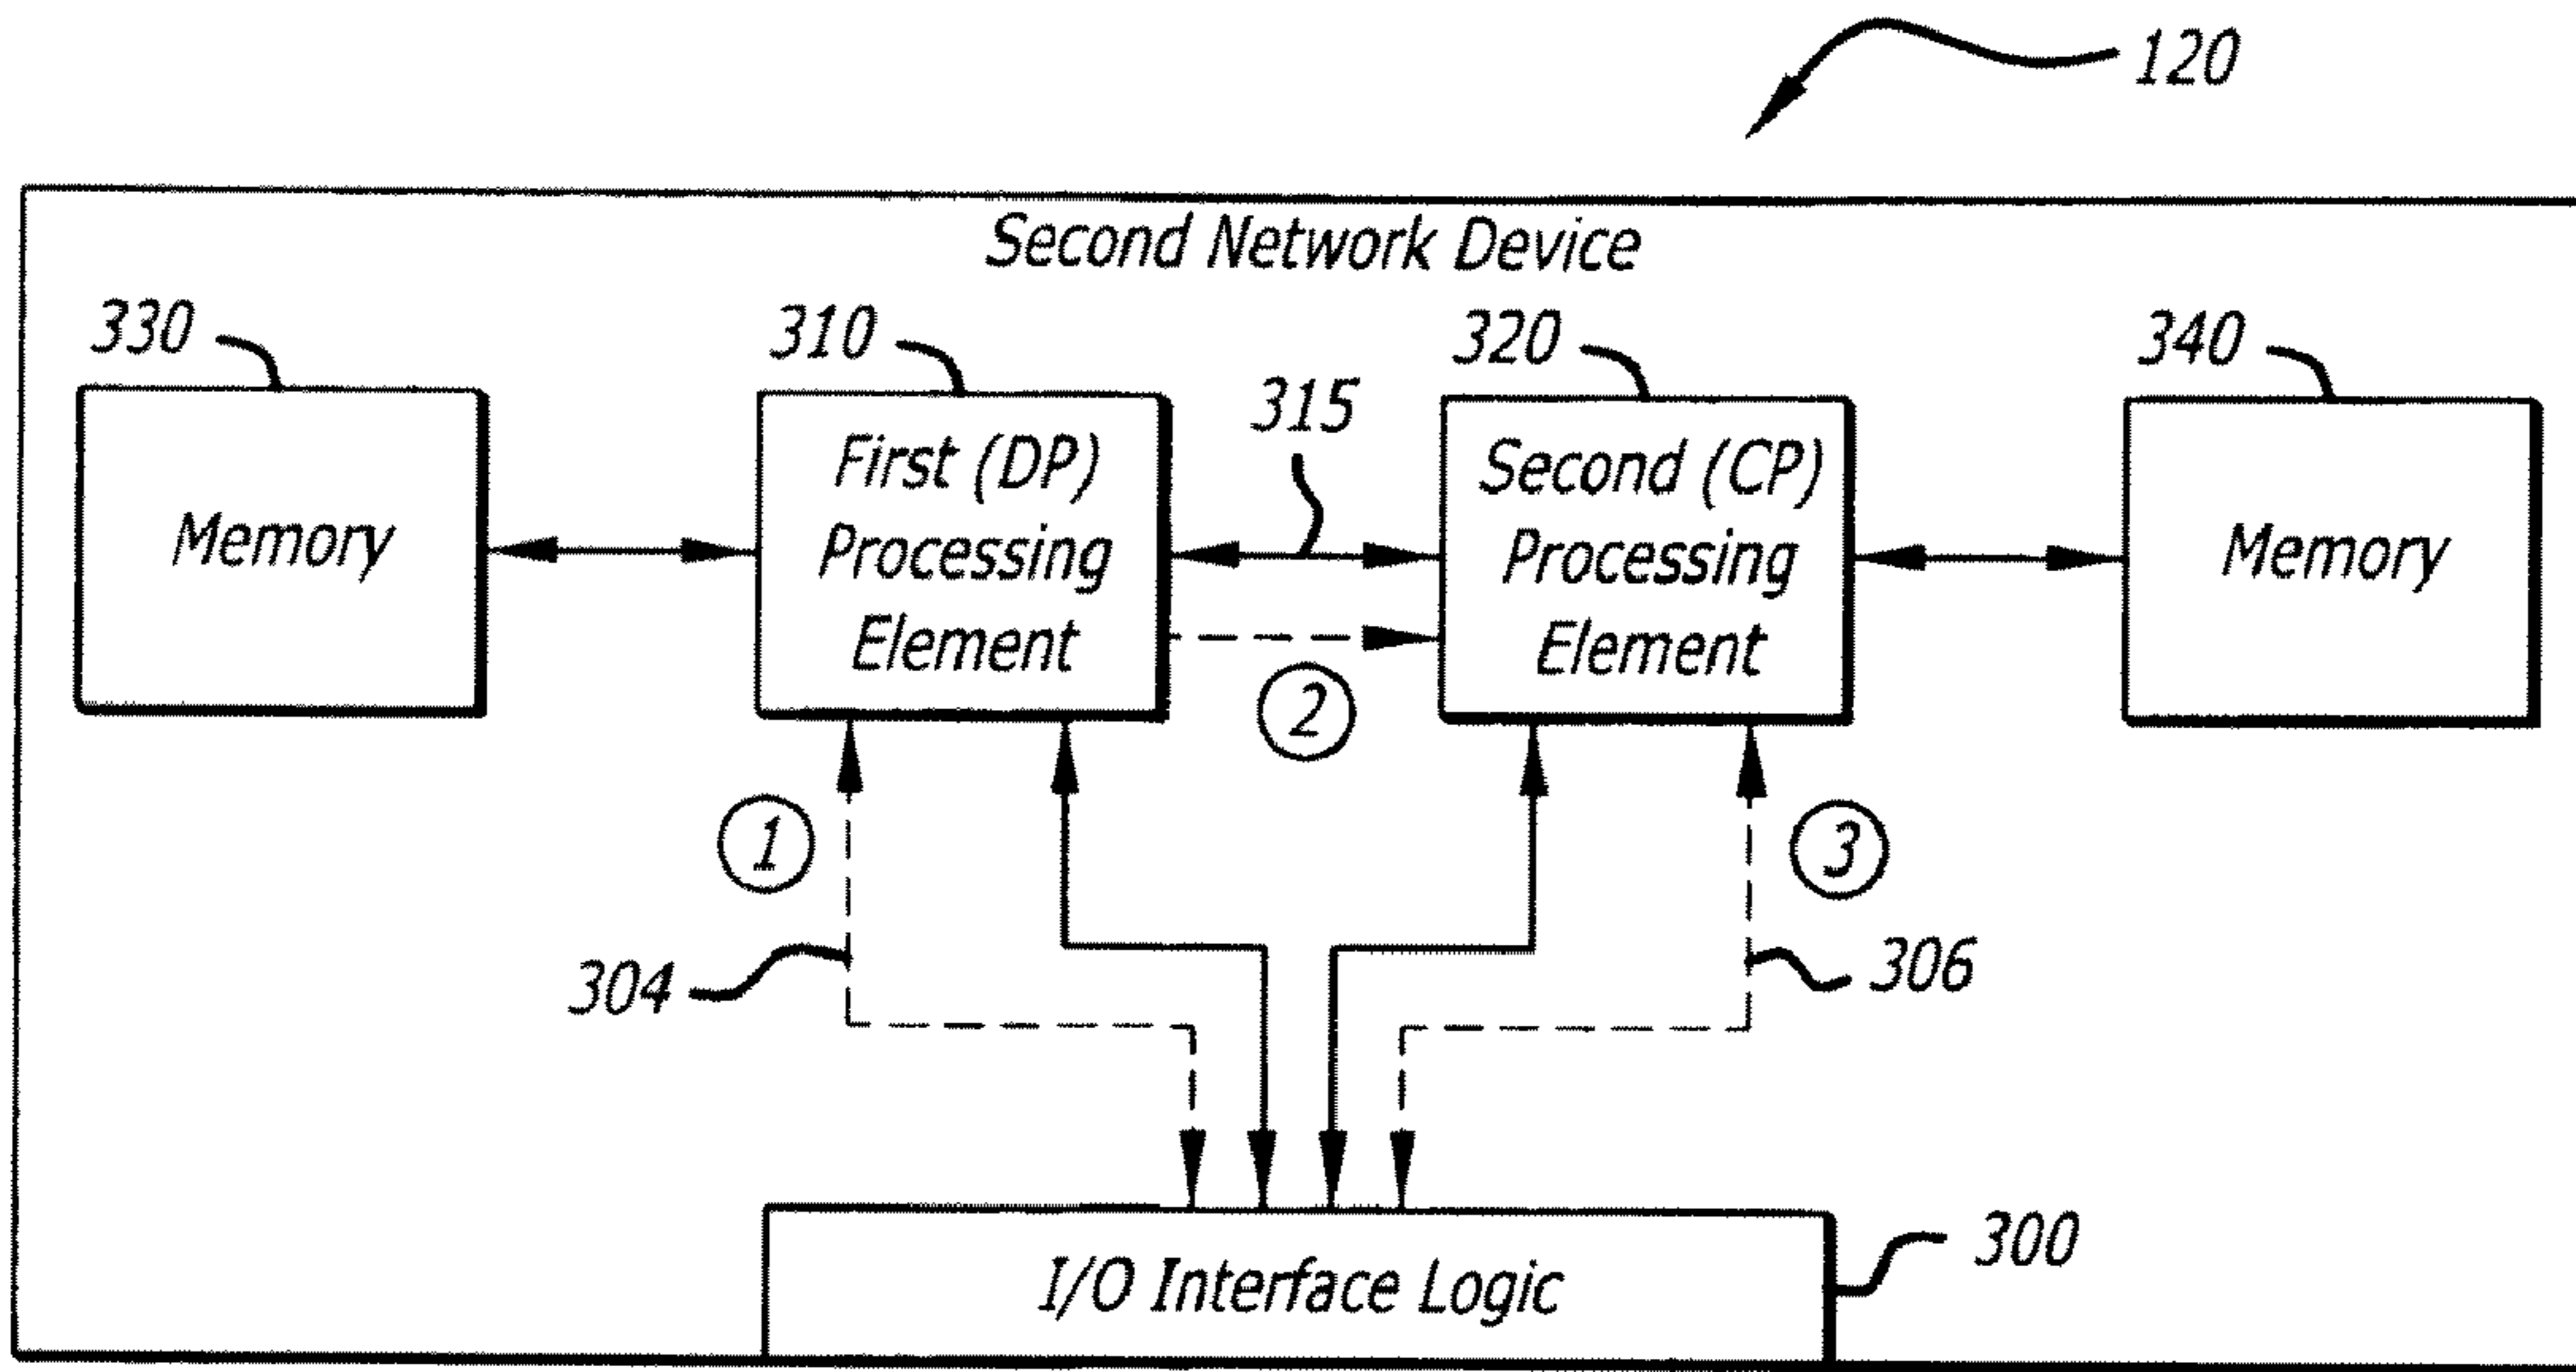 120
Second Network Device
330
310
320
340
315
Memory
First (DP)
Processing
Element
Second (CP)
Processing
Element
Memory
2
1
3
304
306
I/O Interface Logic
300